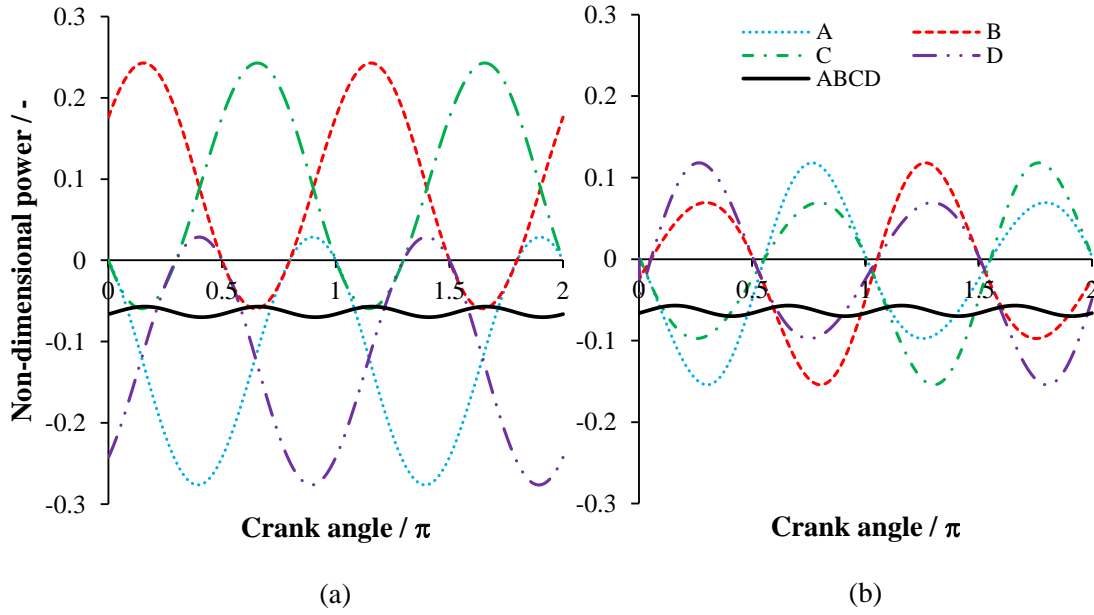 Non-dimensional power / -
0.3
0.2
0.1
0
-0.1
-0.2
-0.3
0 0.5 1 1.5 2
Crank angle / π
(a)
0.3
0.2
0.1
0
-0.1
-0.2
-0.3
0 0.5 1 1.5 2
A B
C D
ABCD
Crank angle / π
(b)